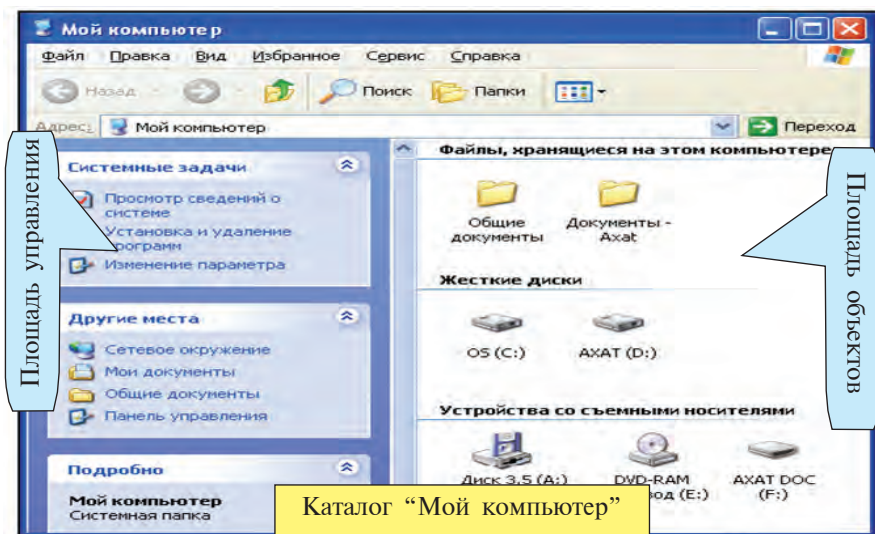 Мой компьютер
Файл Правка Вид Избранное Сервис Справка
Назад Поиск Папки
Адрес: Мой компьютер Переход
Площадь управления
Системные задачи
Просмотр сведений о
системе
Установка и удаление
программ
Изменение параметра
Другие места
Сетевое окружение
Мои документы
Общие документы
Панель управления
Подробно
Мой компьютер
Системная папка
Файлы, хранящиеся на этом компьютере
Общие
документы
Документы -
Axat
Жесткие диски
OS (C:)
AXAT (D:)
Устройства со съемными носителями
Диск 3,5 (A:)
DVD-RAM
(E:)
AXAT DOC
(F:)
Площадь объектов
Каталог “Мой компьютер”